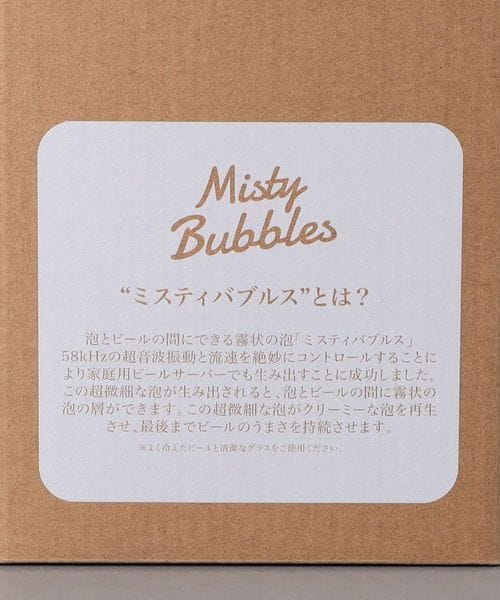 Misty
Bubbles
“ミスティバブルス”とは？
泡とビールの間にできる霧状の泡「ミスティバブルス」
58kHzの超音波振動と流速を絶妙にコントロールすることに
より家庭用ビールサーバーでも生み出すことに成功しました。
この超微細な泡が生み出されると、泡とビールの間に霧状の
泡の層ができます。この超微細な泡がクリーミーな泡を再生
させ、最後までビールのうまさを持続させます。
※よく冷えたビールと清潔なグラスをご使用ください。